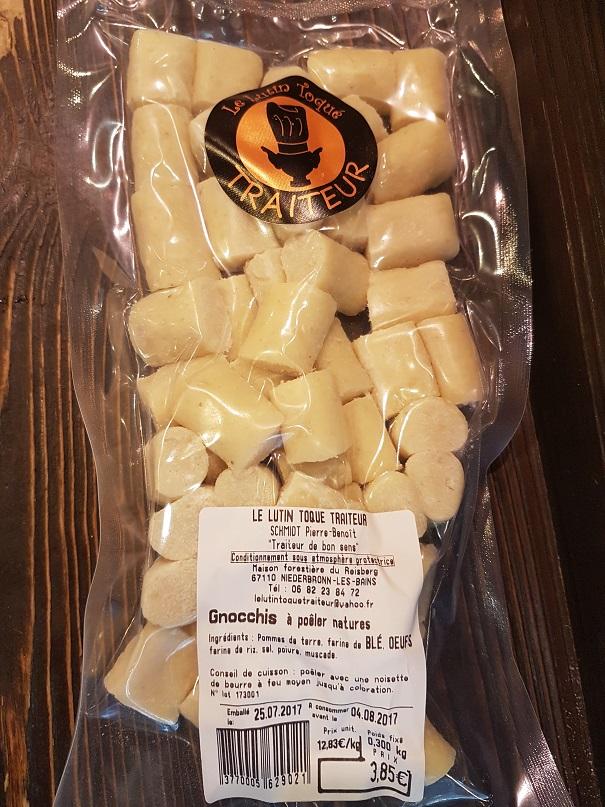 Le Lutin Toqué
TRAITEUR
LE LUTIN TOQUE TRAITEUR
SCHMIDT Pierre-Benoît
"Traiteur de bon sens"
Conditionnement sous atmosphère protectrice
Maison forestière du Reisberg
67110 NIEDERBRONN-LES-BAINS
Tél : 06 82 23 84 72
lelutintoquetraiteur@yahoo.fr
Gnocchis à poêler natures
Ingrédients : Pommes de terre, farine de BLÉ, OEUFS
farine de riz, sel, poivre, muscade.
Conseil de cuisson : poêler avec une noisette
de beurre à feu moyen jusqu'à coloration.
N° lot 173001
Emballé le: 25.07.2017 A consommer avant le 04.08.2017
Prix unit. Poids fixe
12,83€/kg 0,300 kg
PRIX
3,85€
3770005 629021